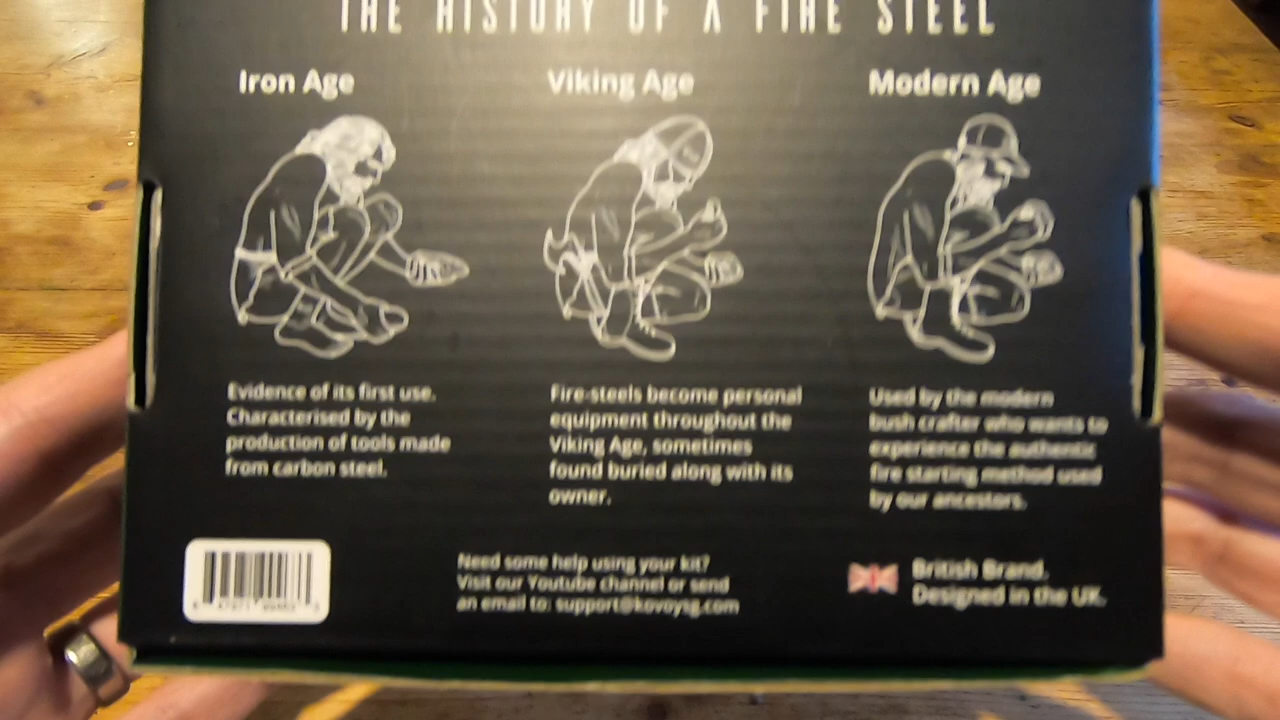 THE HISTORY OF A FIRE STEEL
Iron Age
Evidence of its first use.
Characterised by the
production of tools made
from carbon steel.
Viking Age
Fire-steels become personal
equipment throughout the
Viking Age, sometimes
found buried along with its
owner.
Modern Age
Used by the modern
bush crafter who wants to
experience the authentic
fire starting method used
by our ancestors.
Need some help using your kit?
Visit our Youtube channel or send
an email to: support@kovoysg.com
British Brand.
Designed in the UK.